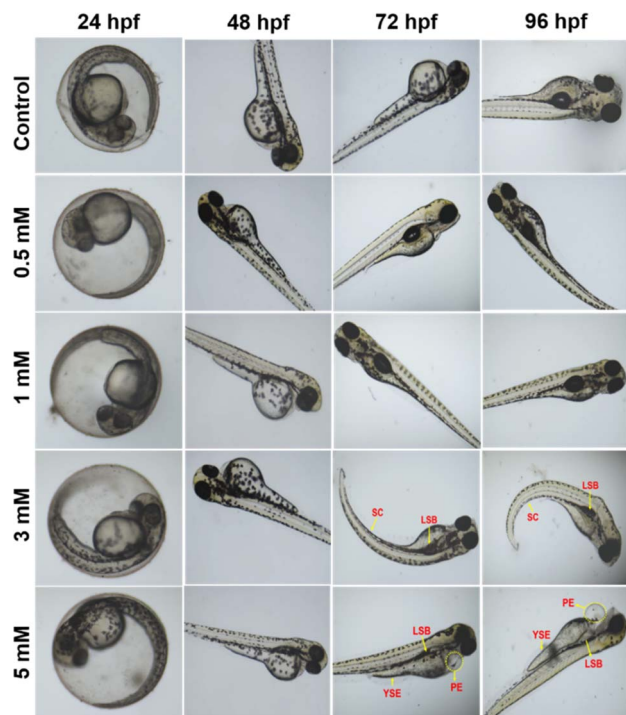 24 hpf 48 hpf 72 hpf 96 hpf
Control
0.5 mM
1 mM
3 mM
SC LSB
SC LSB
5 mM
LSB YSE PE
PE YSE LSB